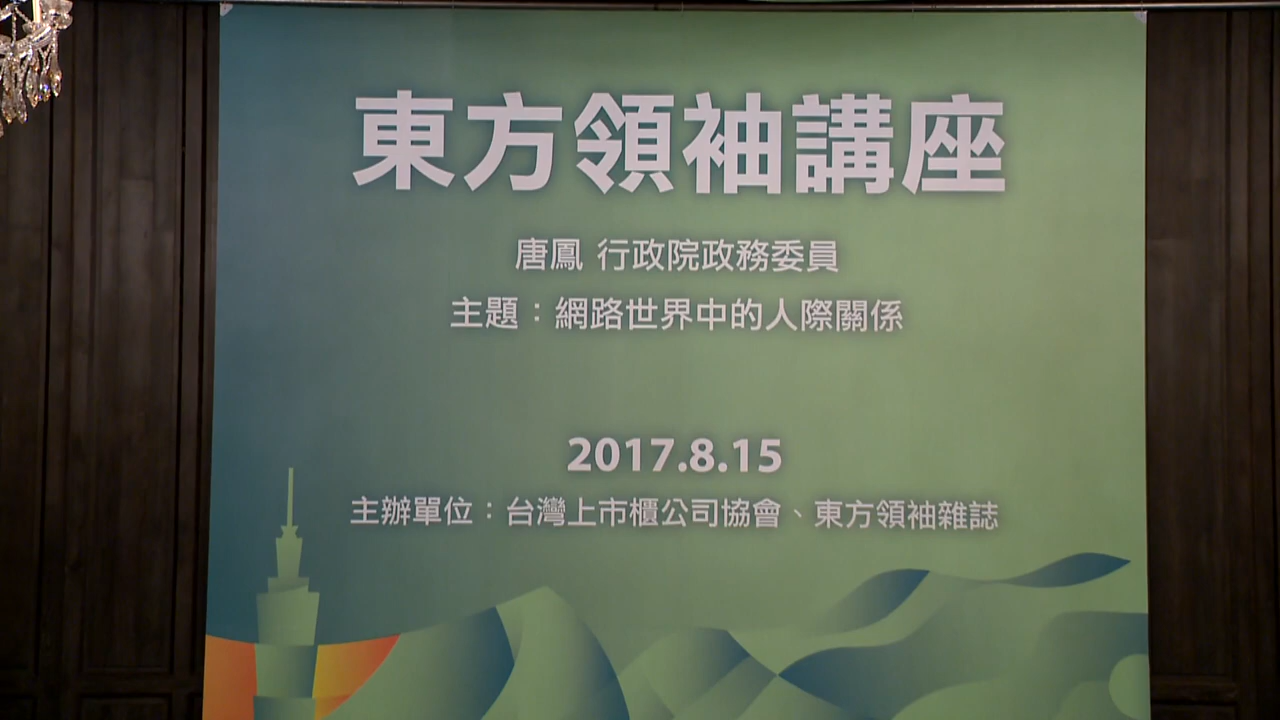 東方領袖講座
唐鳳 行政院政務委員
主題：網路世界中的人際關係
2017.8.15
主辦單位：台灣上市櫃公司協會、東方領袖雜誌